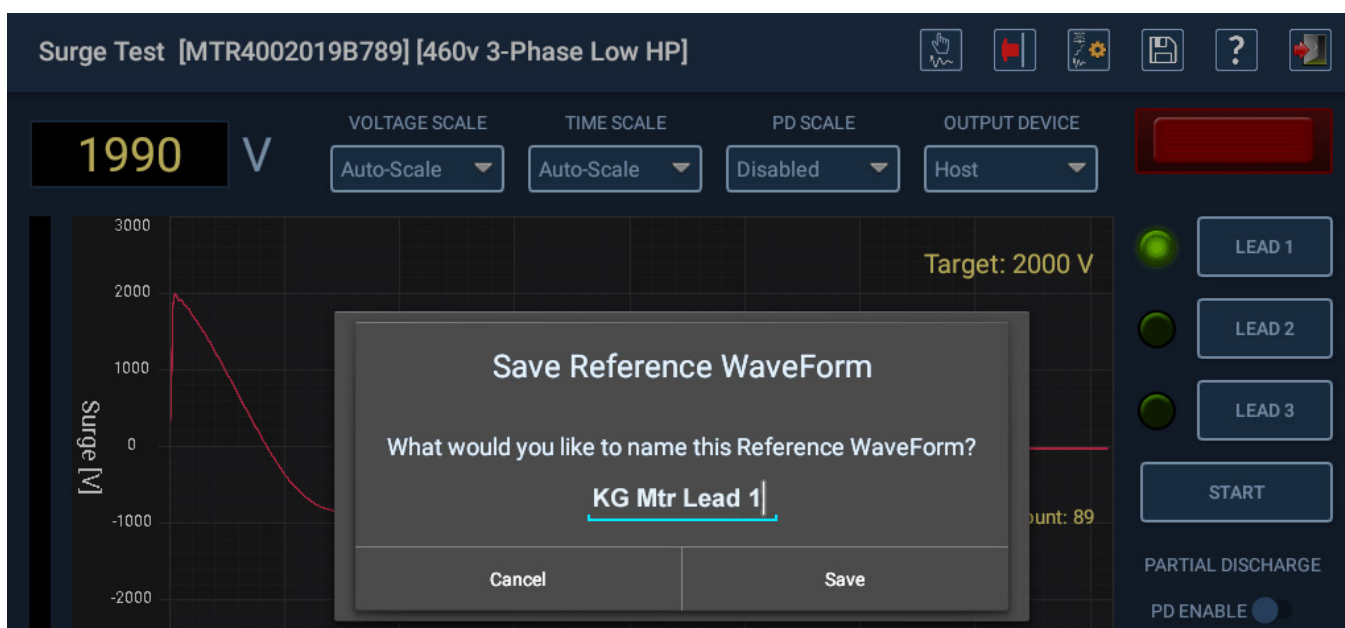 Surge Test [MTR4002019B789] [460v 3-Phase Low HP]
?
VOLTAGE SCALE TIME SCALE PD SCALE OUTPUT DEVICE
1990 V Auto-Scale Auto-Scale Disabled Host
3000
Target: 2000 V
LEAD 1
2000
LEAD 2
Save Reference WaveForm
1000
LEAD 3
Surge [V]
0
What would you like to name this Reference WaveForm?
KG Mtr Lead 1
START
-1000
ount: 89
Cancel Save
PARTIAL DISCHARGE
-2000
PD ENABLE